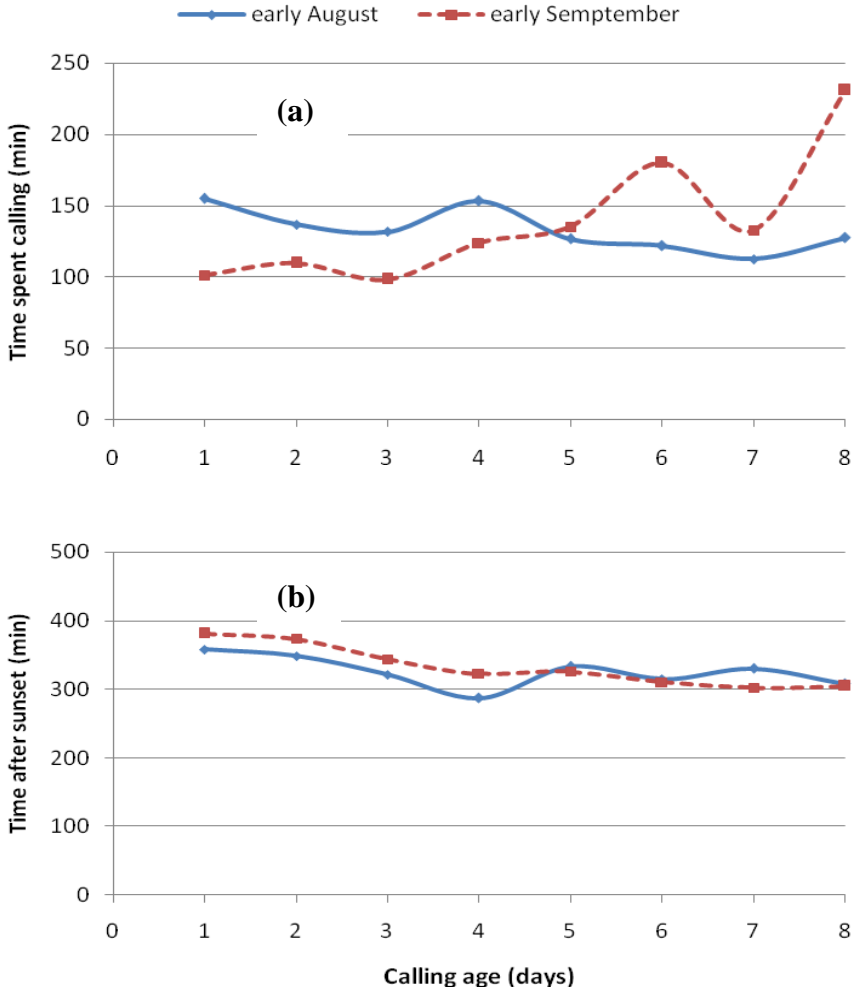 early August early Semptember
250
200
150
100
50
0
(a)
Time spent calling (min)
0 1 2 3 4 5 6 7 8
500
400
300
200
100
0
(b)
Time after sunset (min)
0 1 2 3 4 5 6 7 8
Calling age (days)